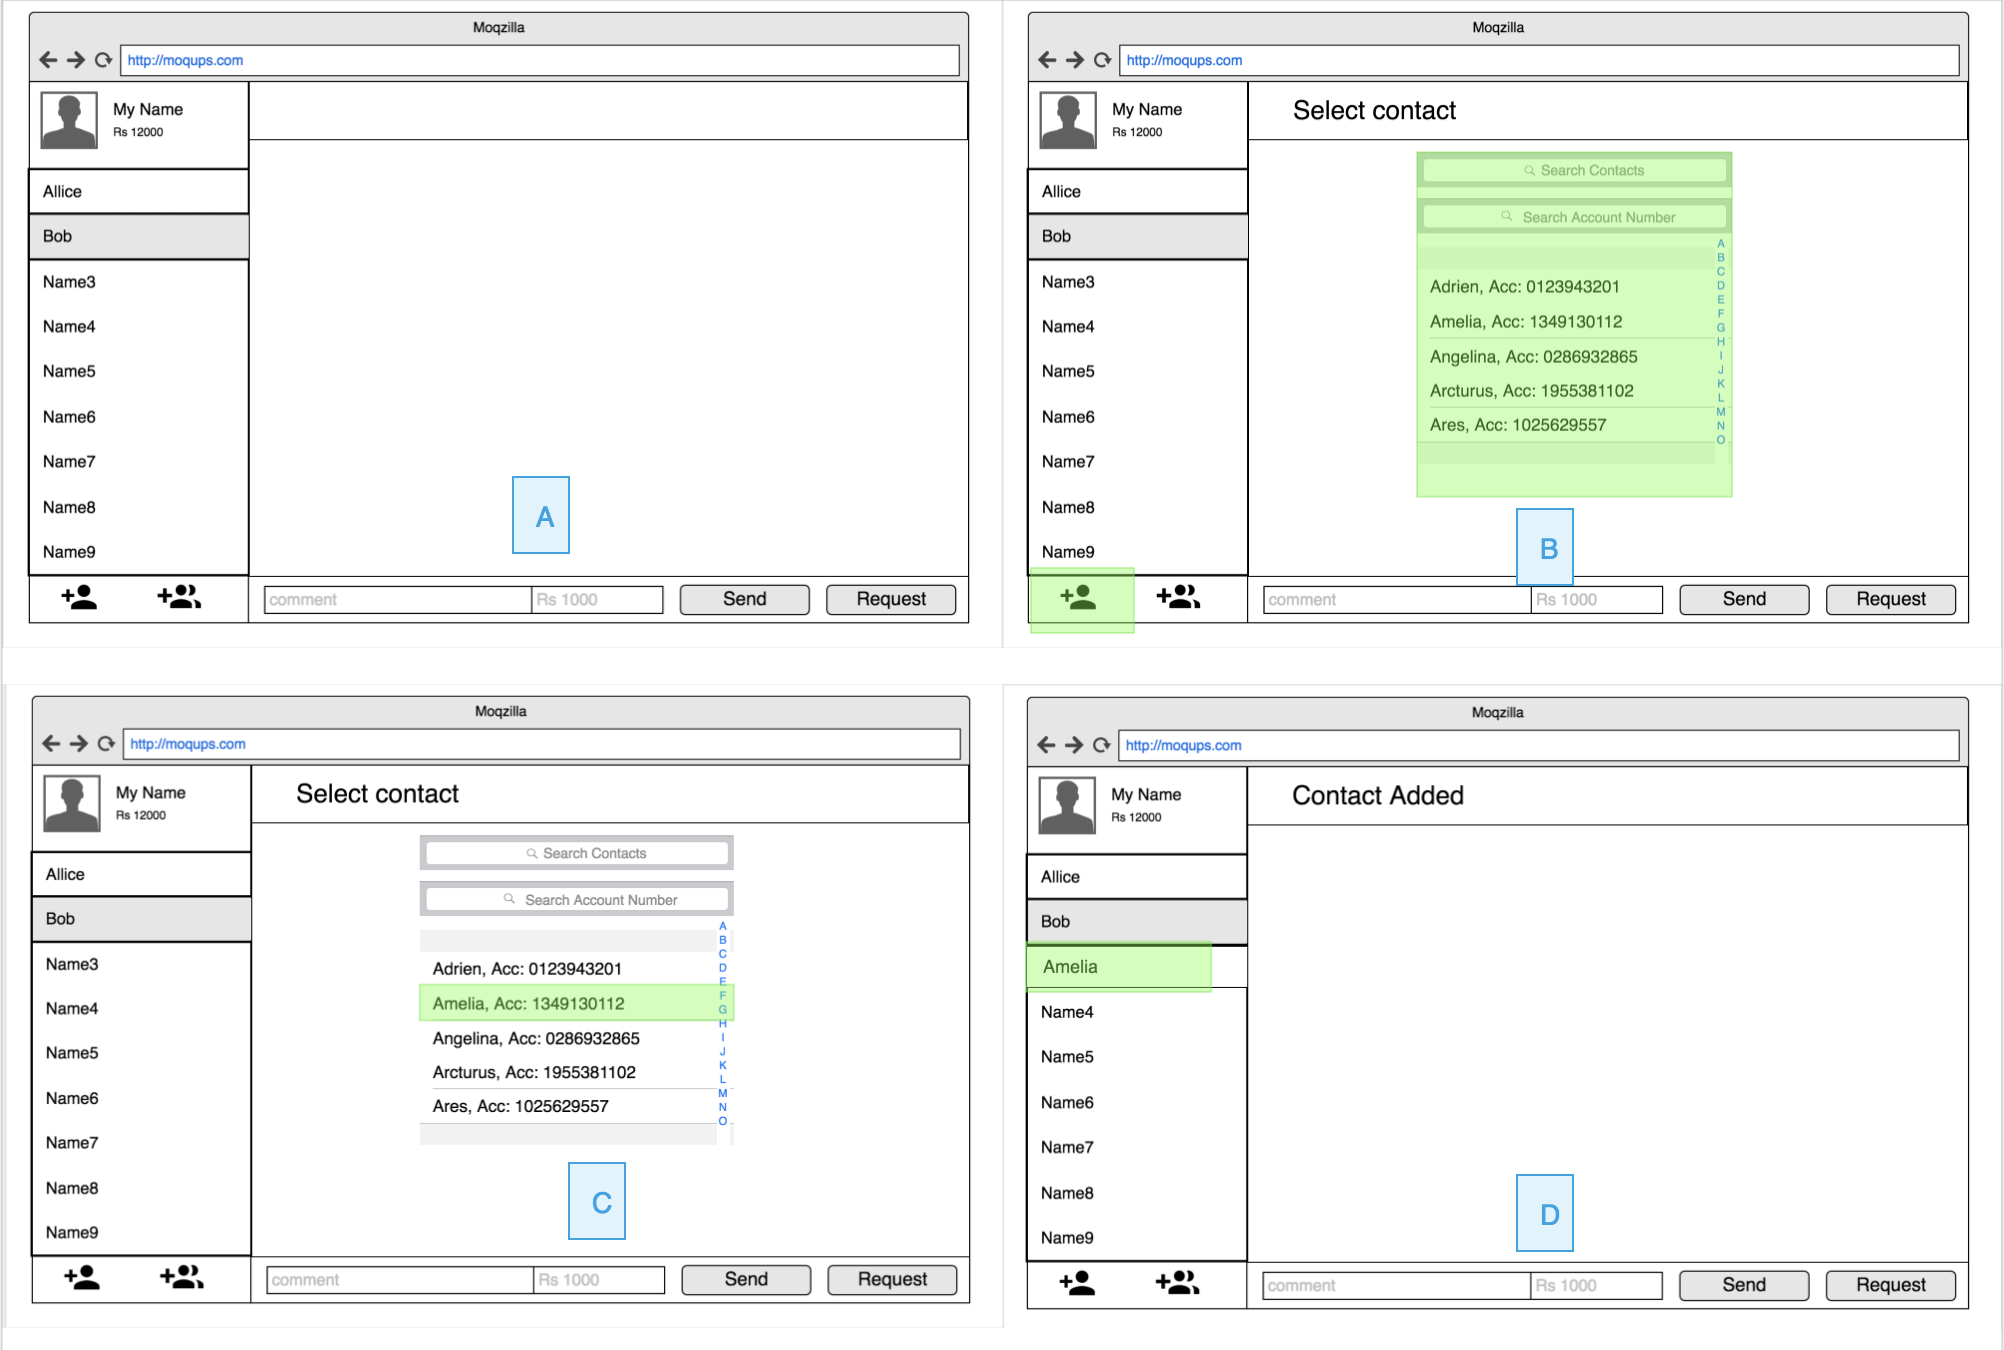 Moqzilla
http://moqups.com
My Name
Rs 12000
Allice
Bob
Name3
Name4
Name5
Name6
Name7
Name8
Name9
A
comment
Rs 1000
Send
Request
Moqzilla
http://moqups.com
My Name
Rs 12000
Select contact
Allice
Bob
Name3
Name4
Name5
Name6
Name7
Name8
Name9
Search Contacts
Search Account Number
Adrien, Acc: 0123943201
Amelia, Acc: 1349130112
Angelina, Acc: 0286932865
Arcturus, Acc: 1955381102
Ares, Acc: 1025629557
A
B
C
D
E
F
G
H
I
J
K
L
M
N
O
B
comment
Rs 1000
Send
Request
Moqzilla
http://moqups.com
My Name
Rs 12000
Select contact
Allice
Bob
Name3
Name4
Name5
Name6
Name7
Name8
Name9
Search Contacts
Search Account Number
Adrien, Acc: 0123943201
Amelia, Acc: 1349130112
Angelina, Acc: 0286932865
Arcturus, Acc: 1955381102
Ares, Acc: 1025629557
A
B
C
D
E
F
G
H
I
J
K
L
M
N
O
C
comment
Rs 1000
Send
Request
Moqzilla
http://moqups.com
My Name
Rs 12000
Contact Added
Allice
Bob
Amelia
Name4
Name5
Name6
Name7
Name8
Name9
D
comment
Rs 1000
Send
Request